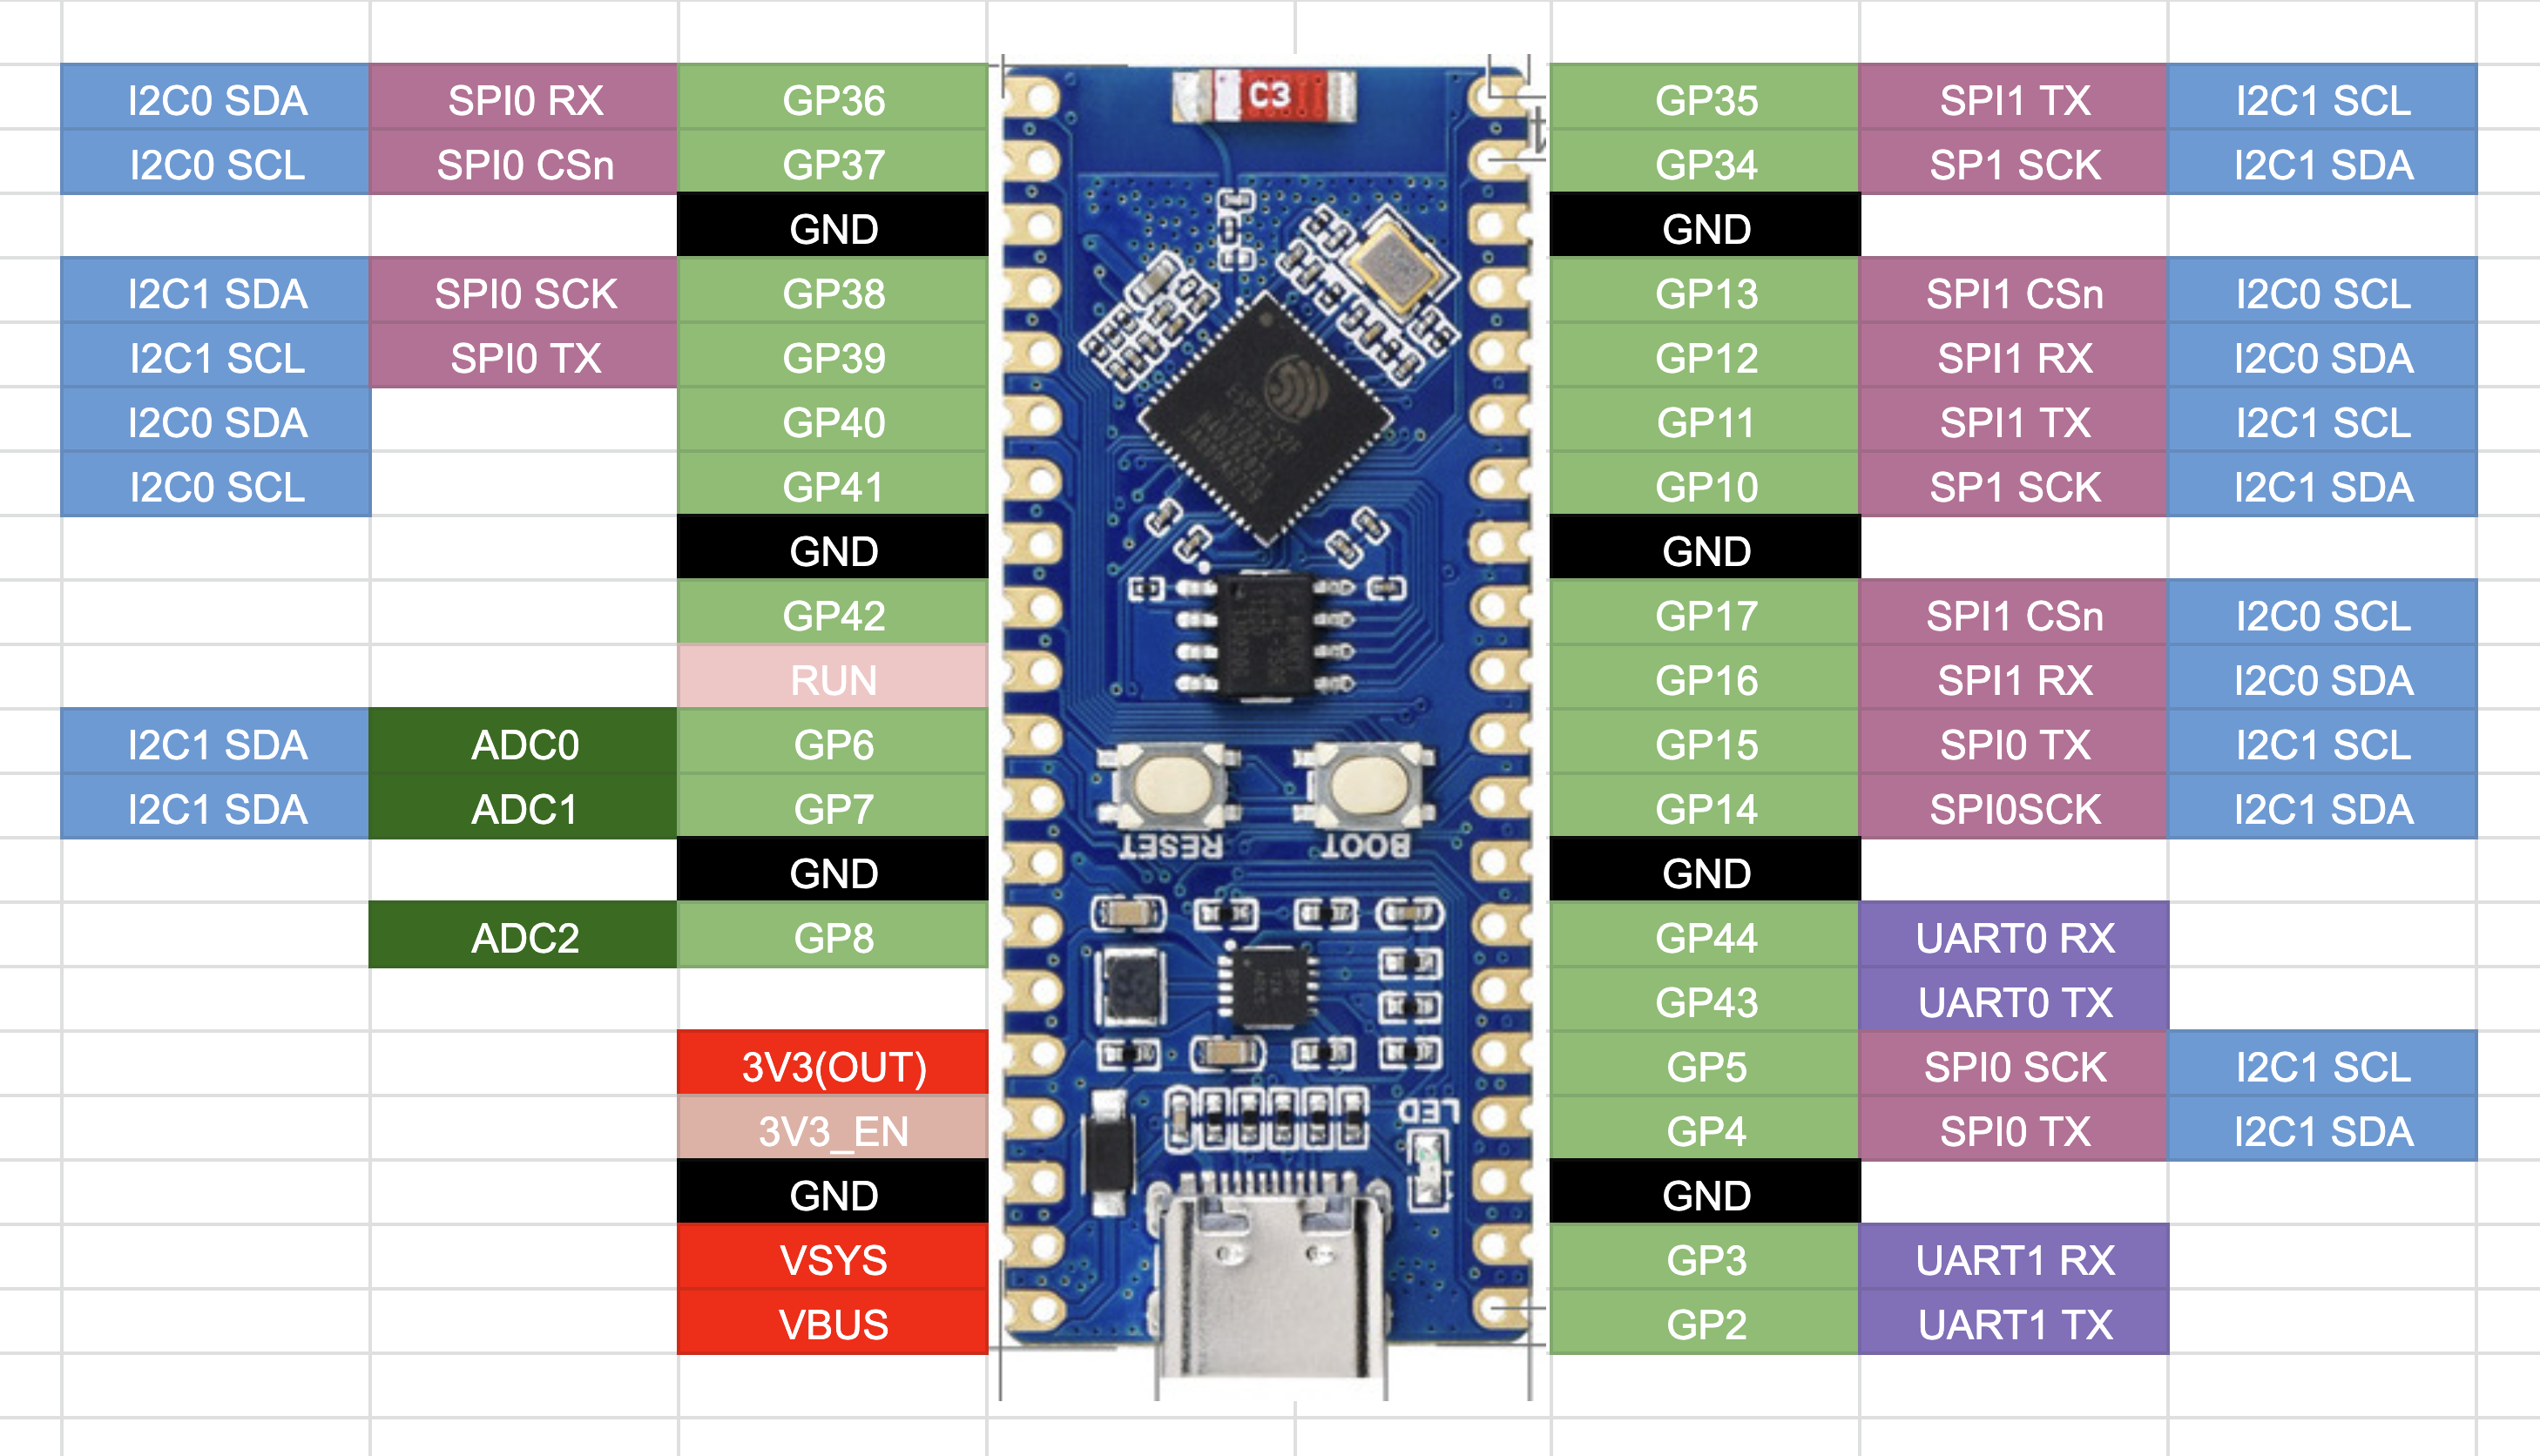 I2C0 SDA SPI0 RX GP36 C3 GP35 SPI1 TX I2C1 SCL
I2C0 SCL SPI0 CSn GP37 GP34 SP1 SCK I2C1 SDA
GND GND
I2C1 SDA SPI0 SCK GP38 GP13 SPI1 CSn I2C0 SCL
I2C1 SCL SPI0 TX GP39 GP12 SPI1 RX I2C0 SDA
I2C0 SDA GP40 GP11 SPI1 TX I2C1 SCL
I2C0 SCL GP41 GP10 SP1 SCK I2C1 SDA
GND GND
GP42 GP17 SPI1 CSn I2C0 SCL
RUN GP16 SPI1 RX I2C0 SDA
I2C1 SDA ADC0 GP6 GP15 SPI0 TX I2C1 SCL
I2C1 SDA ADC1 GP7 GP14 SPI0SCK I2C1 SDA
RESET BOOT
GND GND
ADC2 GP8 GP44 UART0 RX
GP43 UART0 TX
3V3(OUT) GP5 SPI0 SCK I2C1 SCL
LED
3V3_EN GP4 SPI0 TX I2C1 SDA
GND GND
VSYS GP3 UART1 RX
VBUS GP2 UART1 TX